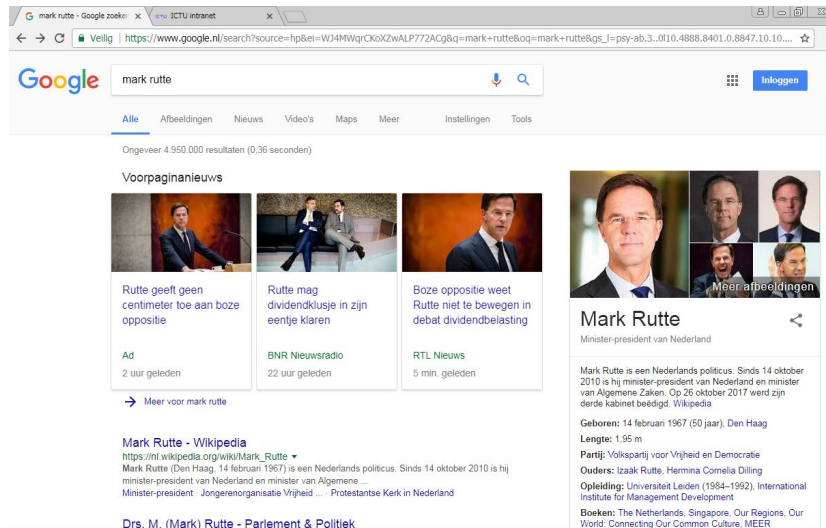 mark rutte - Google zoeken
ICTU intranet
Veilig | https://www.google.nl/search?source=hp&ei=WJ4MWqrCKoXZwALP772ACg&q=mark+rutte&oq=mark+rutte&gs_l=psy-ab.3..0l10.4888.8401.0.8847.10.10....
Google
mark rutte
Inloggen
Alle Afbeeldingen Nieuws Video's Maps Meer Instellingen Tools
Ongeveer 4.950.000 resultaten (0,36 seconden)
Voorpaginanieuws
Rutte geeft geen
centimeter toe aan boze
oppositie
Ad
2 uur geleden
Rutte mag
dividendklusje in zijn
eentje klaren
BNR Nieuwsradio
22 uur geleden
Boze oppositie weet
Rutte niet te bewegen in
debat dividendbelasting
RTL Nieuws
5 min. geleden
Meer voor mark rutte
Mark Rutte - Wikipedia
https://nl.wikipedia.org/wiki/Mark_Rutte
Mark Rutte (Den Haag, 14 februari 1967) is een Nederlands politicus. Sinds 14 oktober 2010 is hij
minister-president van Nederland en minister van Algemene ...
Minister-president · Jongerenorganisatie Vrijheid ... · Protestantse Kerk in Nederland
Drs. M. (Mark) Rutte - Parlement & Politiek
Meer afbeeldingen
Mark Rutte
Minister-president van Nederland
Mark Rutte is een Nederlands politicus. Sinds 14 oktober
2010 is hij minister-president van Nederland en minister
van Algemene Zaken. Op 26 oktober 2017 werd zijn
derde kabinet beëdigd. Wikipedia
Geboren: 14 februari 1967 (50 jaar), Den Haag
Lengte: 1,95 m
Partij: Volkspartij voor Vrijheid en Democratie
Ouders: Izaäk Rutte, Hermina Cornelia Dilling
Opleiding: Universiteit Leiden (1984–1992), International
Institute for Management Development
Boeken: The Netherlands, Singapore, Our Regions, Our
World: Connecting Our Common Culture, MEER